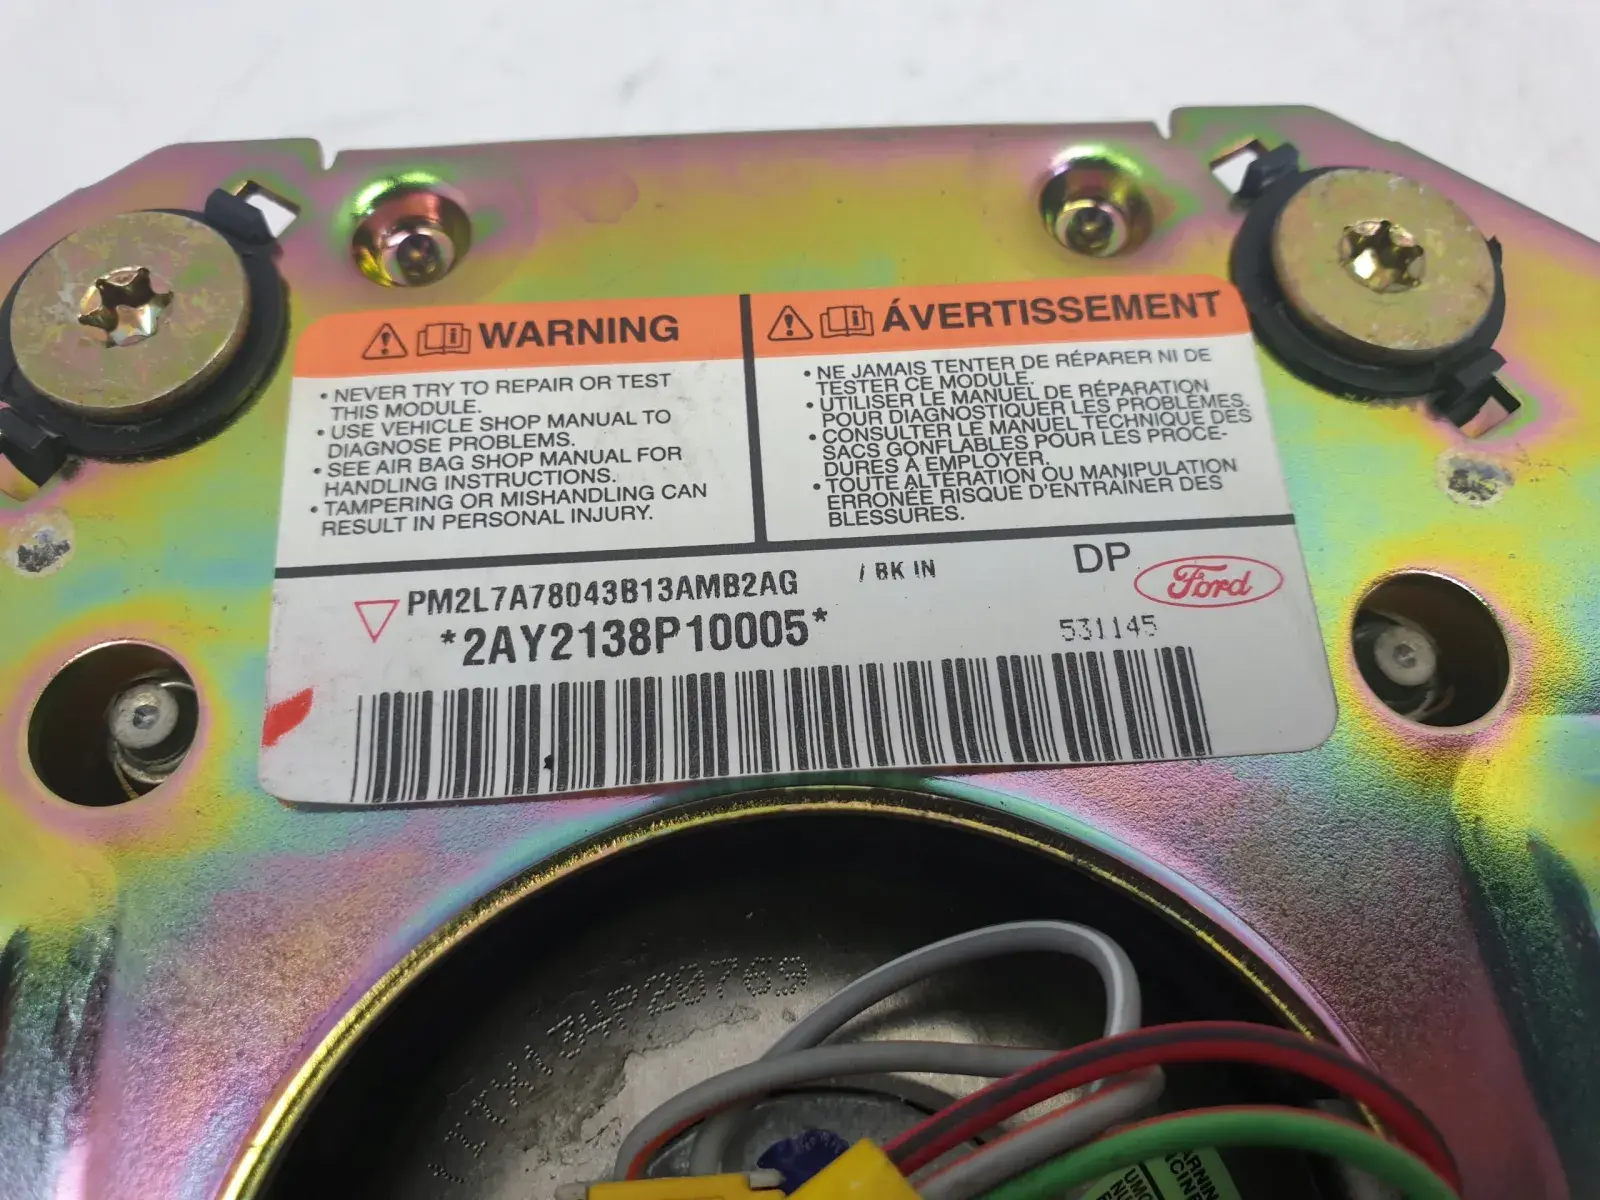 WARNING
• NEVER TRY TO REPAIR OR TEST
THIS MODULE.
• USE VEHICLE SHOP MANUAL TO
DIAGNOSE PROBLEMS.
• SEE AIR BAG SHOP MANUAL FOR
HANDLING INSTRUCTIONS.
• TAMPERING OR MISHANDLING CAN
RESULT IN PERSONAL INJURY.
ÁVERTISSEMENT
• NE JAMAIS TENTER DE RÉPARER NI DE
TESTER CE MODULE.
• UTILISER LE MANUEL DE RÉPARATION
POUR DIAGNOSTIQUER LES PROBLÈMES.
• CONSULTER LE MANUEL TECHNIQUE DES
SACS GONFLABLES POUR LES PROCE-
DURES À EMPLOYER.
• TOUTE ALTÉRATION OU MANIPULATION
ERRONÉE RISQUE D'ENTRAINER DES
BLESSURES.
PM2L7A78043B13AMB2AG / BK IN
DP Ford
*2AY2138P10005*
531145